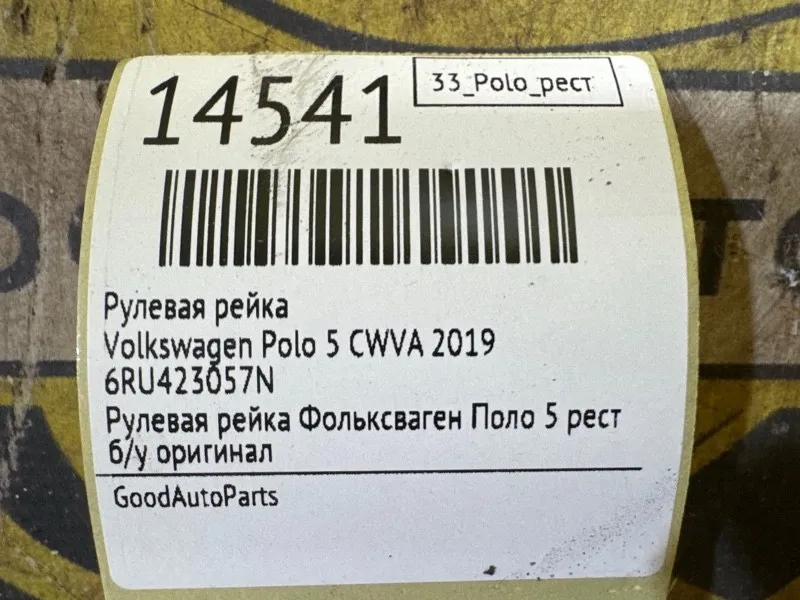 14541
33_Polo_рест
Рулевая рейка
Volkswagen Polo 5 CWVA 2019
6RU423057N
Рулевая рейка Фольксваген Поло 5 рест
б/у оригинал
GoodAutoParts